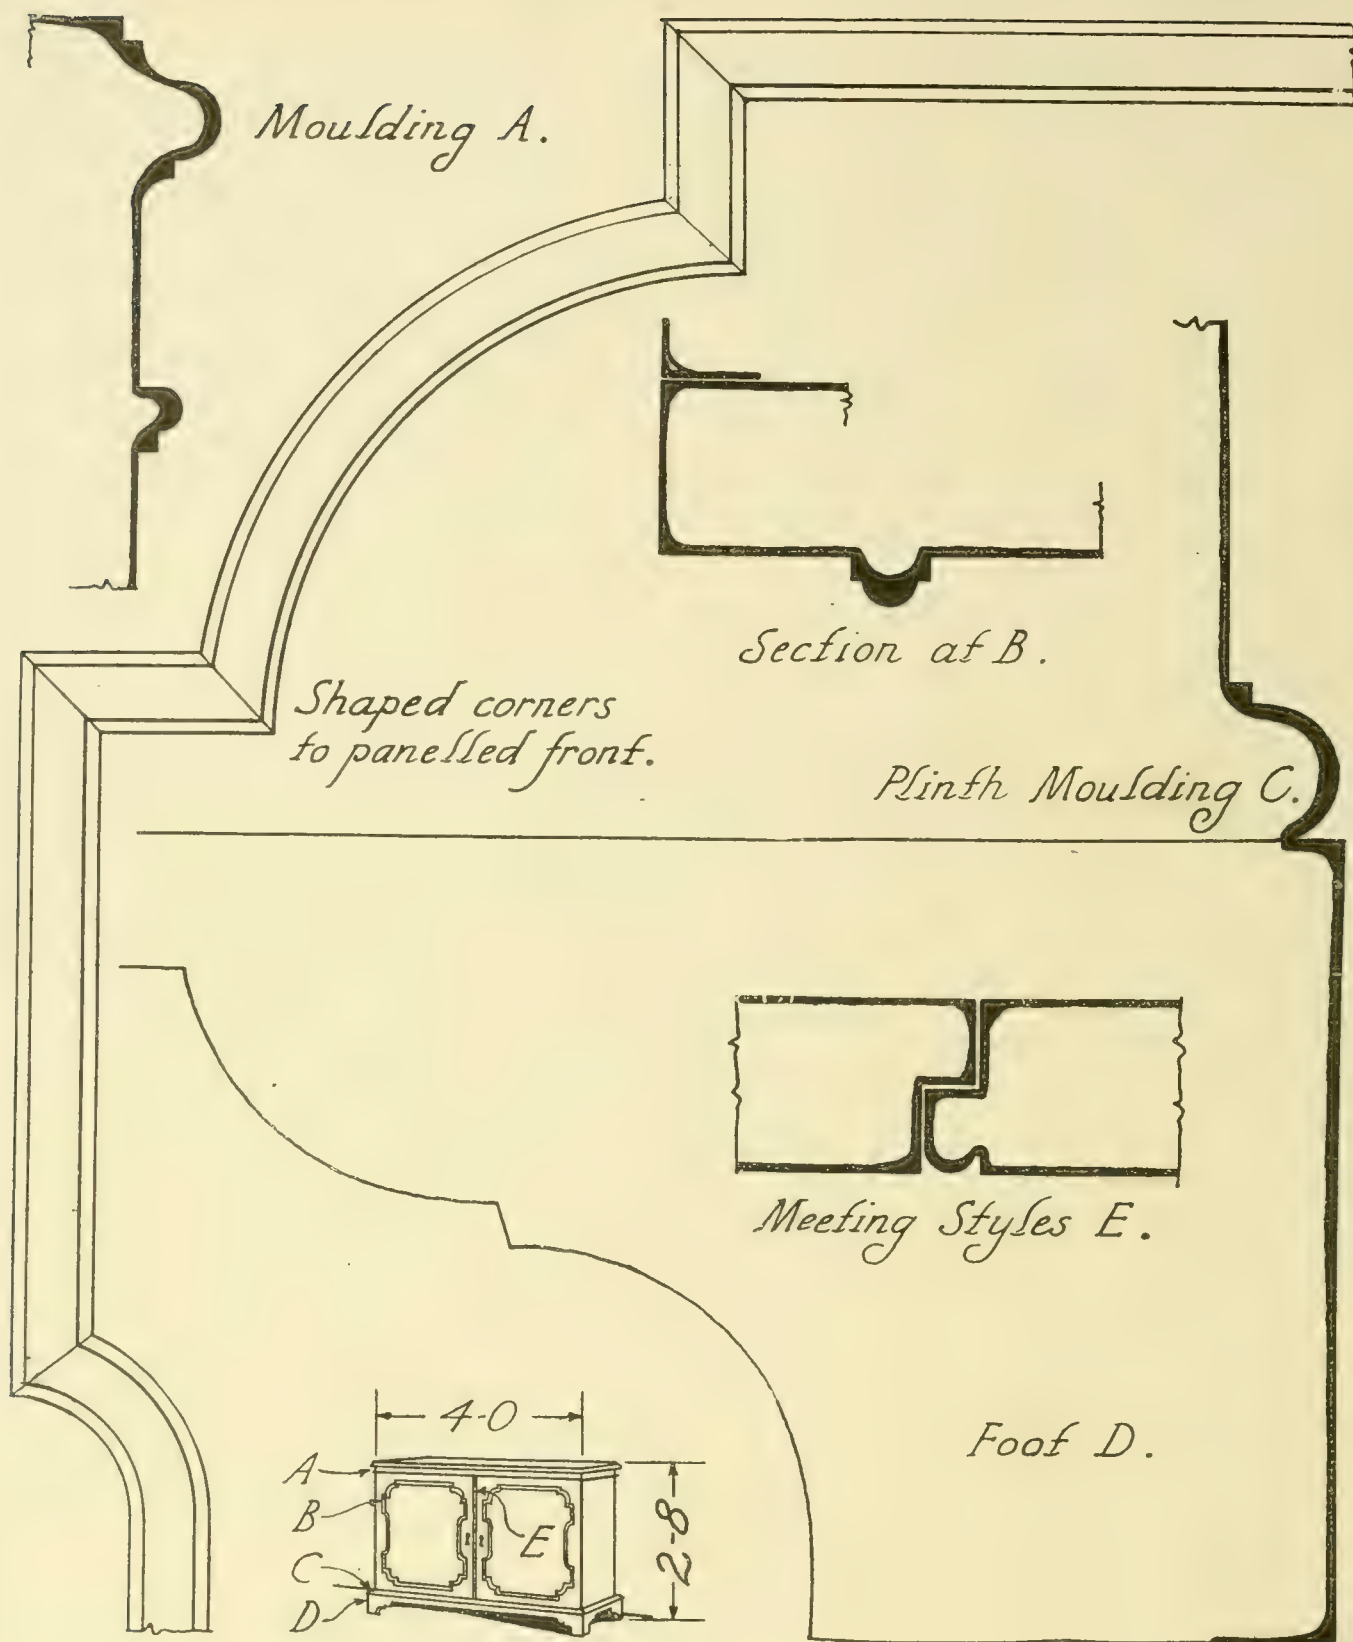 Moulding A.
Section at B.
Shaped corners
to panelled front.
Plinth Moulding C.
Meeting Styles E.
Foot D.
4-0
A
B
C
D
E
2-8